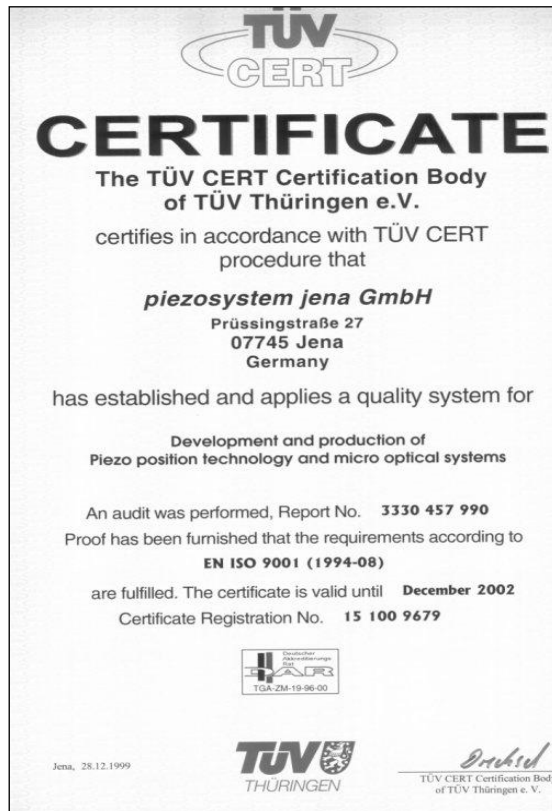 TÜV
CERT
CERTIFICATE
The TÜV CERT Certification Body
of TÜV Thüringen e.V.
certifies in accordance with TÜV CERT
procedure that
piezosystem jena GmbH
Prüssingstraße 27
07745 Jena
Germany
has established and applies a quality system for
Development and production of
Piezo position technology and micro optical systems
An audit was performed, Report No. 3330 457 990
Proof has been furnished that the requirements according to
EN ISO 9001 (1994-08)
are fulfilled. The certificate is valid until December 2002
Certificate Registration No. 15 100 9679
Deutscher
Akkreditierungs
Rat
DAR
TGA-ZM-19-96-00
Jena, 28.12.1999
TÜV
THÜRINGEN
Drechsel
TÜV CERT Certification Body
of TÜV Thüringen e. V.